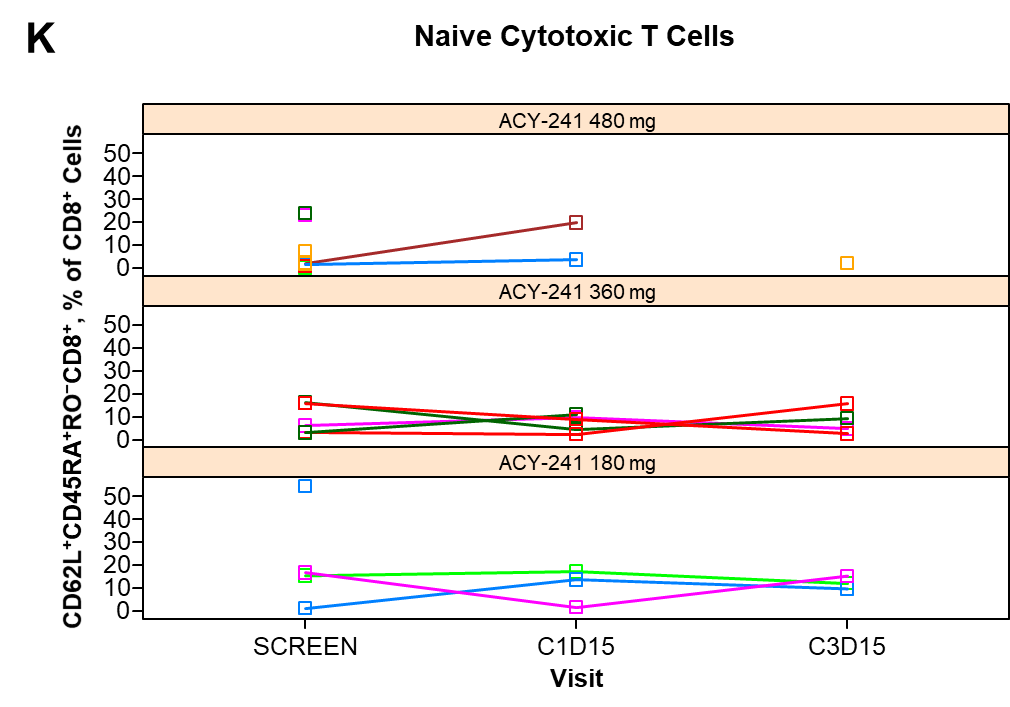 K
Naive Cytotoxic T Cells
CD62L⁺CD45RA⁺RO⁻CD8⁺, % of CD8⁺ Cells
ACY-241 480 mg
50
40
30
20
10
0
ACY-241 360 mg
50
40
30
20
10
0
ACY-241 180 mg
50
40
30
20
10
0
SCREEN C1D15 C3D15
Visit